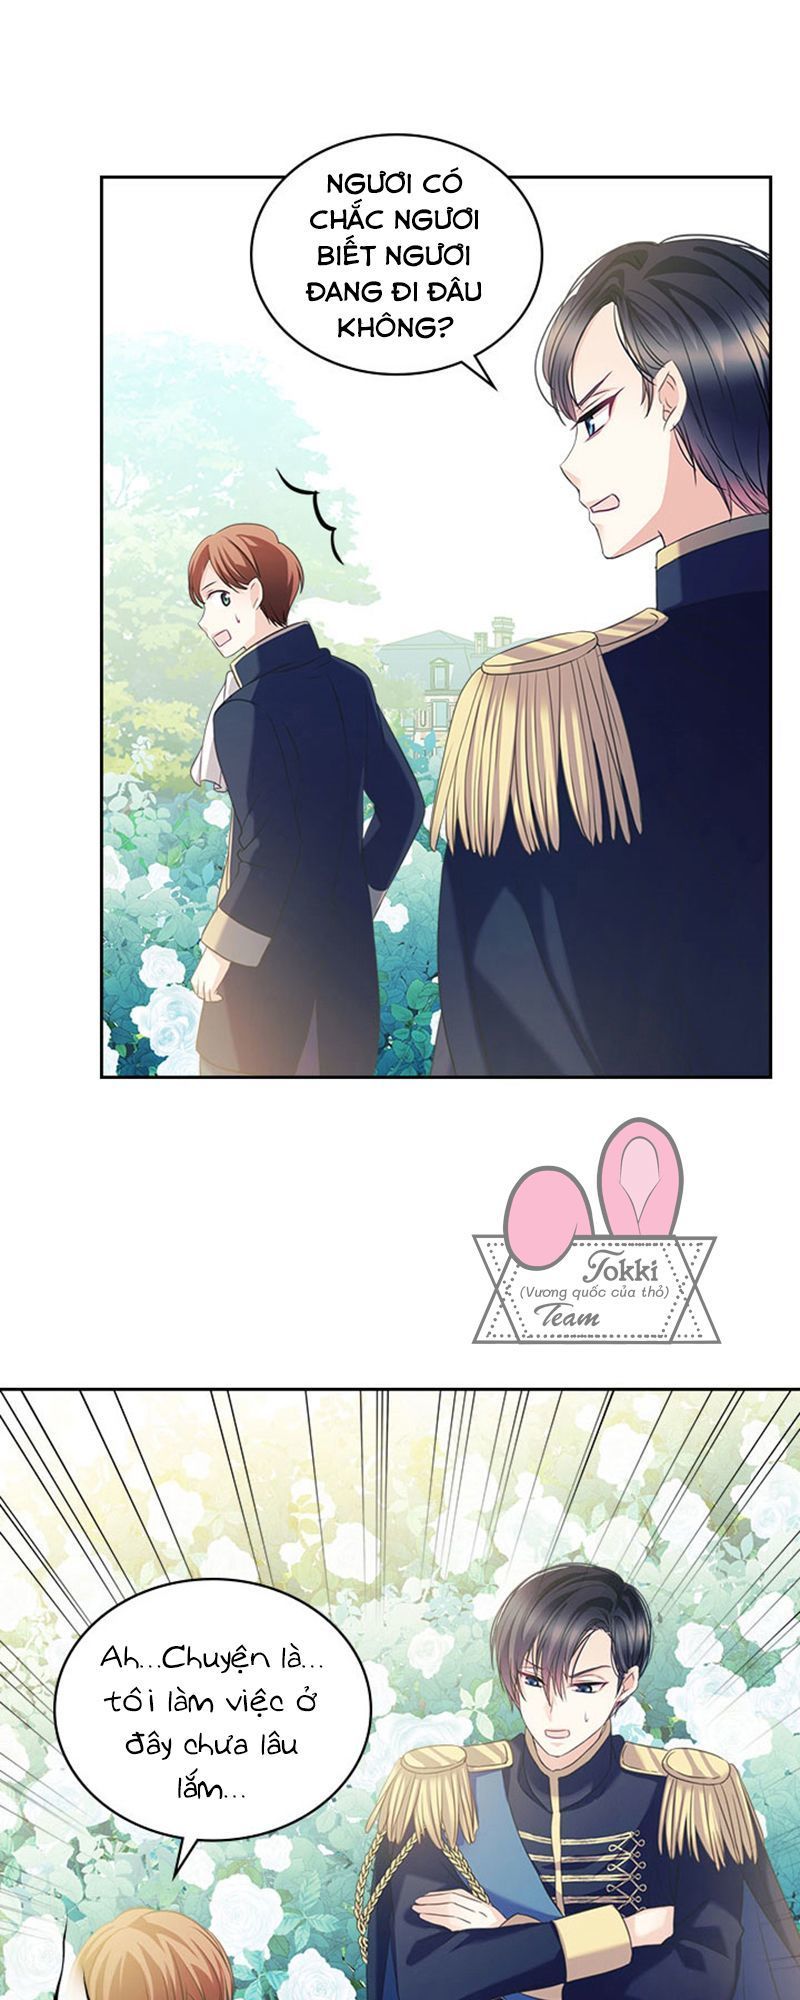 NGƯƠI CÓ
CHẮC NGƯƠI
BIẾT NGƯƠI
ĐANG ĐI ĐÂU
KHÔNG?
Tokki
(Vương quốc của thỏ)
Team
Ah...Chuyện là...
tôi làm việc ở
đây chưa lâu
lắm...